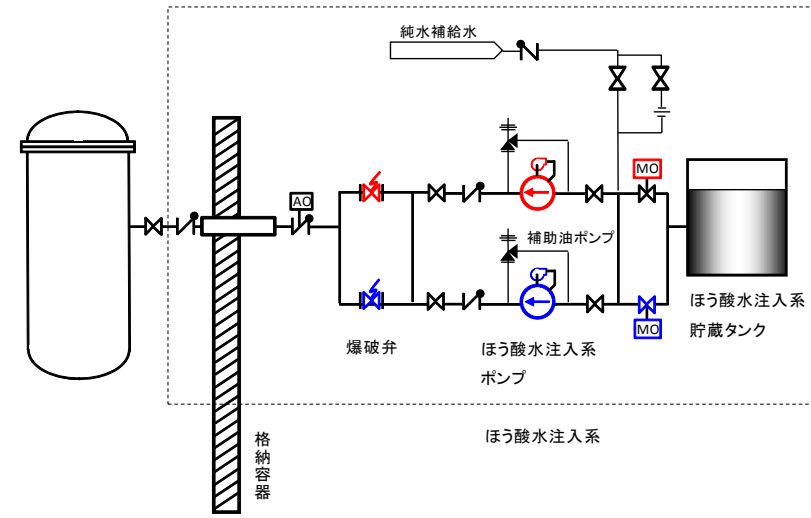 純水補給水
MO
AO
補助油ポンプ
ほう酸水注入系
貯蔵タンク
MO
爆破弁
ほう酸水注入系
ポンプ
格納容器
ほう酸水注入系